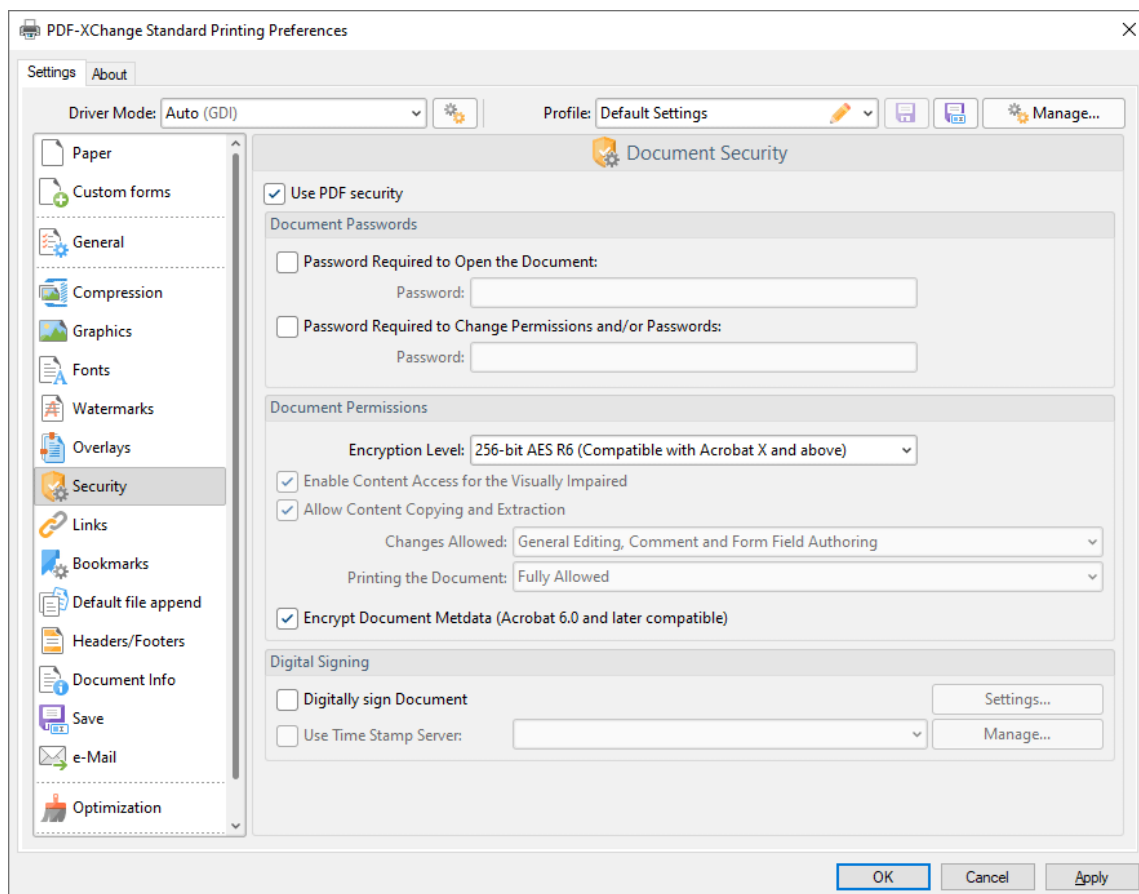 PDF-XChange Standard Printing Preferences
Settings About
Driver Mode: Auto (GDI) Profile: Default Settings Manage...
Paper
Custom forms
General
Compression
Graphics
Fonts
Watermarks
Overlays
Security
Links
Bookmarks
Default file append
Headers/Footers
Document Info
Save
e-Mail
Optimization
Document Security
Use PDF security
Document Passwords
Password Required to Open the Document:
Password:
Password Required to Change Permissions and/or Passwords:
Password:
Document Permissions
Encryption Level: 256-bit AES R6 (Compatible with Acrobat X and above)
Enable Content Access for the Visually Impaired
Allow Content Copying and Extraction
Changes Allowed: General Editing, Comment and Form Field Authoring
Printing the Document: Fully Allowed
Encrypt Document Metdata (Acrobat 6.0 and later compatible)
Digital Signing
Digitally sign Document Settings...
Use Time Stamp Server: Manage...
OK Cancel Apply